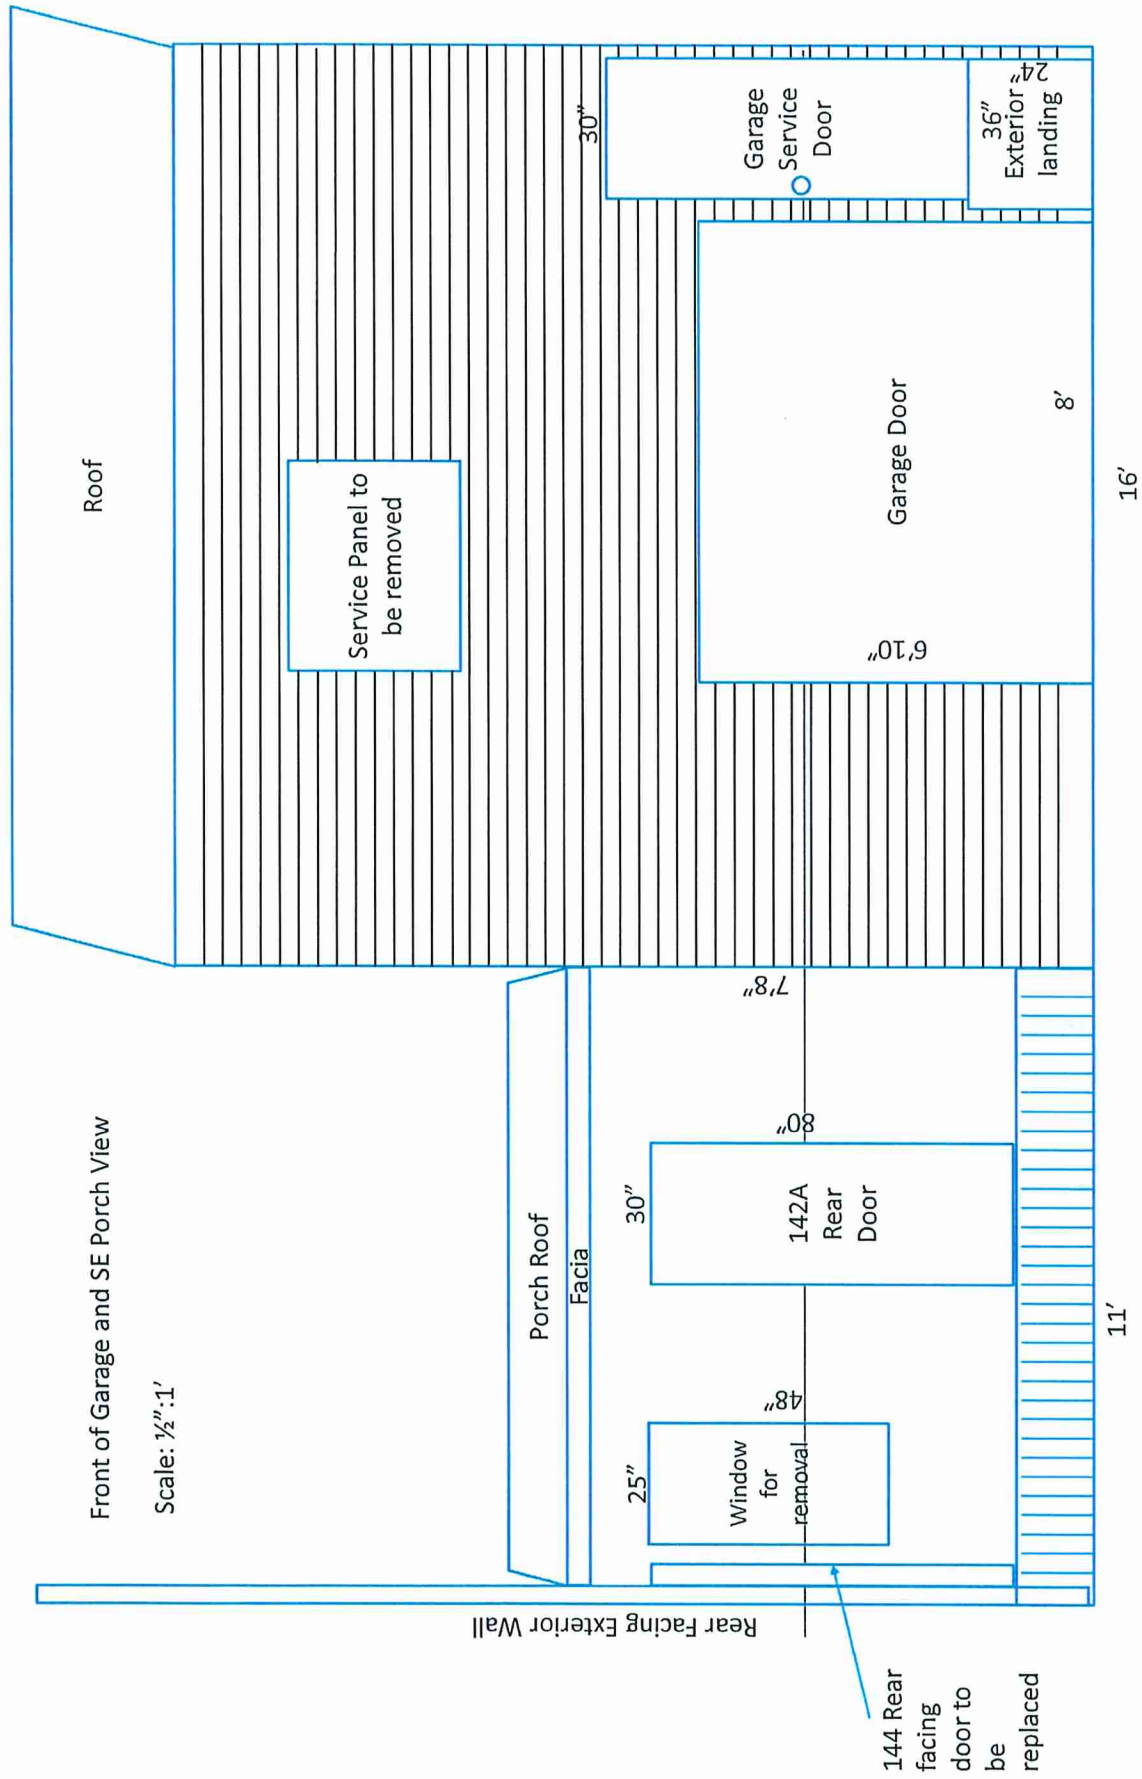 Front of Garage and SE Porch View
Scale: ½”:1’
Roof
Service Panel to
be removed
Porch Roof
Facia
30”
Garage
Service
Door
36”
Exterior
landing
24”
Garage Door
6’10”
8’
16’
7’8”
30”
80”
142A
Rear
Door
25”
48”
Window
for
removal
11’
Rear Facing Exterior Wall
144 Rear
facing
door to
be
replaced